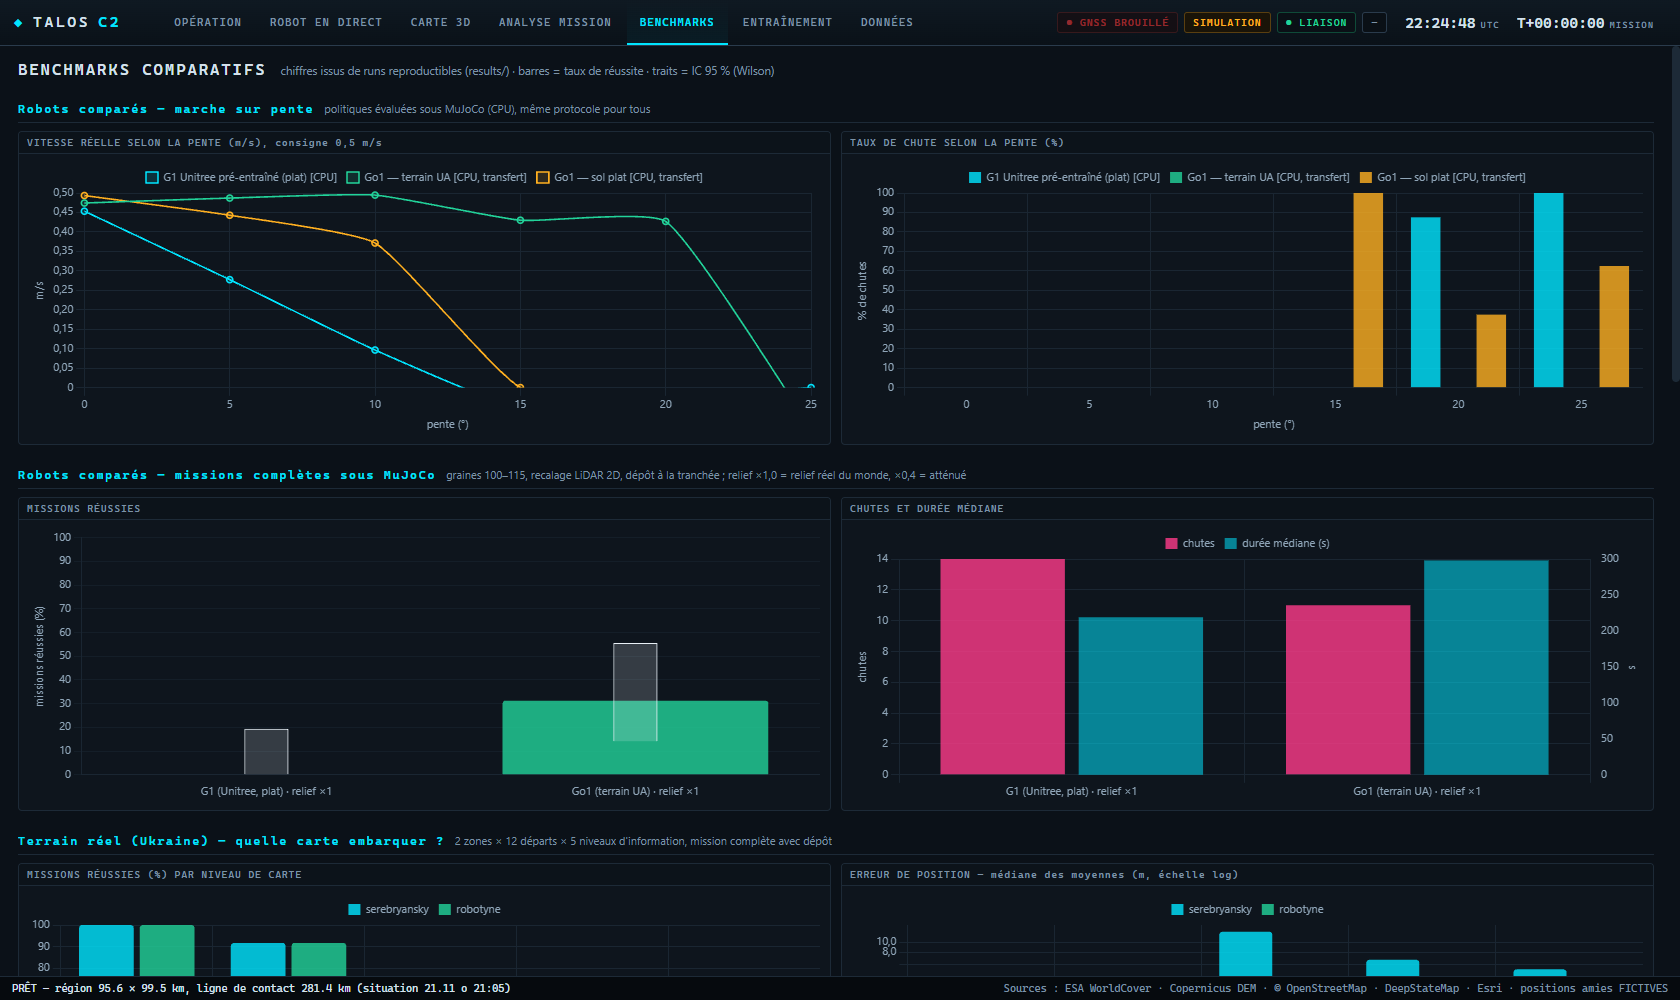 ◆ TALOS C2 OPÉRATION ROBOT EN DIRECT CARTE 3D ANALYSE MISSION BENCHMARKS ENTRAÎNEMENT DONNÉES ● GNSS BROUILLÉ SIMULATION ● LIAISON — 22:24:48 UTC T+00:00:00 MISSION
BENCHMARKS COMPARATIFS chiffres issus de runs reproductibles (results/) · barres = taux de réussite · traits = IC 95 % (Wilson)
Robots comparés — marche sur pente politiques évaluées sous MuJoCo (CPU), même protocole pour tous
VITESSE RÉELLE SELON LA PENTE (m/s), consigne 0,5 m/s
G1 Unitree pré-entraîné (plat) [CPU] Go1 — terrain UA [CPU, transfert] Go1 — sol plat [CPU, transfert]
0,50
0,45
0,40
0,35
0,30
0,25
0,20
0,15
0,10
0,05
0
m/s
0 5 10 15 20 25
pente (°)
TAUX DE CHUTE SELON LA PENTE (%)
G1 Unitree pré-entraîné (plat) [CPU] Go1 — terrain UA [CPU, transfert] Go1 — sol plat [CPU, transfert]
100
90
80
70
60
50
40
30
20
10
0
% de chutes
0 5 10 15 20 25
pente (°)
Robots comparés — missions complètes sous MuJoCo graines 100–115, recalage LiDAR 2D, dépôt à la tranchée ; relief ×1,0 = relief réel du monde, ×0,4 = atténué
MISSIONS RÉUSSIES
100
90
80
70
60
50
40
30
20
10
0
missions réussies (%)
G1 (Unitree, plat) · relief ×1 Go1 (terrain UA) · relief ×1
CHUTES ET DURÉE MÉDIANE
chutes durée médiane (s)
14
12
10
8
6
4
2
0
chutes
300
250
200
150
100
50
0
s
G1 (Unitree, plat) · relief ×1 Go1 (terrain UA) · relief ×1
Terrain réel (Ukraine) — quelle carte embarquer ? 2 zones × 12 départs × 5 niveaux d'information, mission complète avec dépôt
MISSIONS RÉUSSIES (%) PAR NIVEAU DE CARTE
serebryansky robotyne
100
90
80
ERREUR DE POSITION — médiane des moyennes (m, échelle log)
serebryansky robotyne
10,0
8,0
PRÊT — région 95.6 × 99.5 km, ligne de contact 281.4 km (situation 21.11 о 21:05) Sources : ESA WorldCover · Copernicus DEM · © OpenStreetMap · DeepStateMap · Esri · positions amies FICTIVES